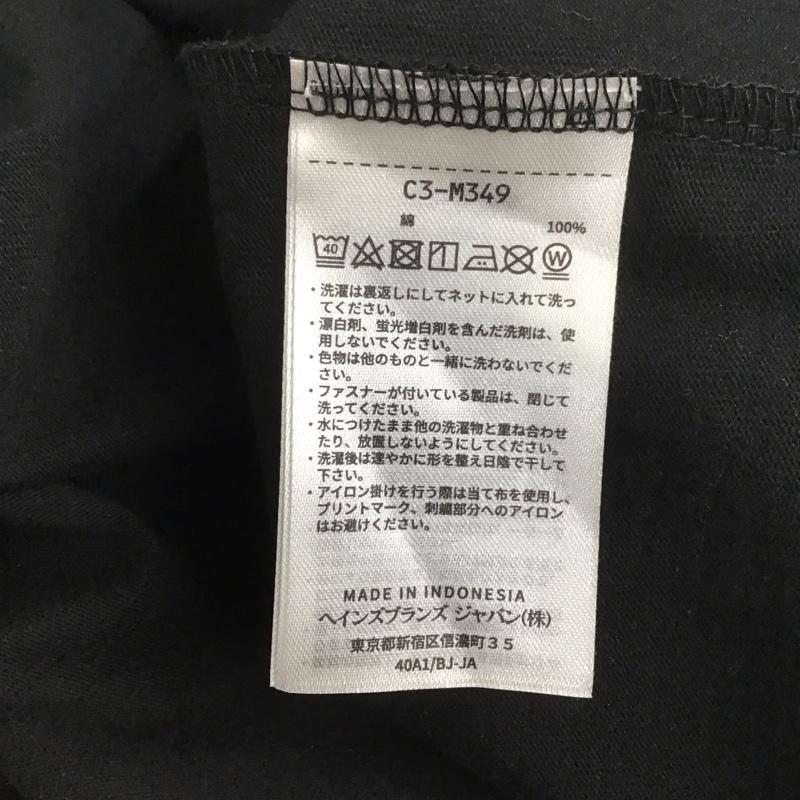 C3-M349
綿 100%
40 W
・洗濯は裏返しにしてネットに入れて洗っ
てください。
・漂白剤、蛍光増白剤を含んだ洗剤は、使
用しないでください。
・色物は他のものと一緒に洗わないでくだ
さい。
・ファスナーが付いている製品は、閉じて
洗ってください。
・水につけたまま他の洗濯物と重ね合わせ
たり、放置しないようにしてください。
・洗濯後は速やかに形を整え日陰で干して
下さい。
・アイロン掛けを行う際は当て布を使用し、
プリントマーク、刺繍部分へのアイロン
はお避けください。
MADE IN INDONESIA
ヘインズブランズ ジャパン(株)
東京都新宿区信濃町35
40A1/BJ-JA